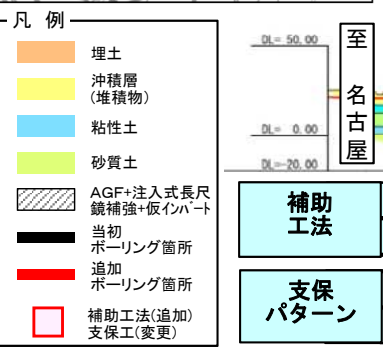 凡 例
埋土
沖積層
(堆積物)
粘性土
砂質土
AGF+注入式長尺
鏡補強+仮インバート
当初
ボーリング箇所
追加
ボーリング箇所
補助工法(追加)
支保工(変更)
DL= 50.00
DL= 0.00
DL=-20.00
至 名古屋
補助
工法
支保
パターン